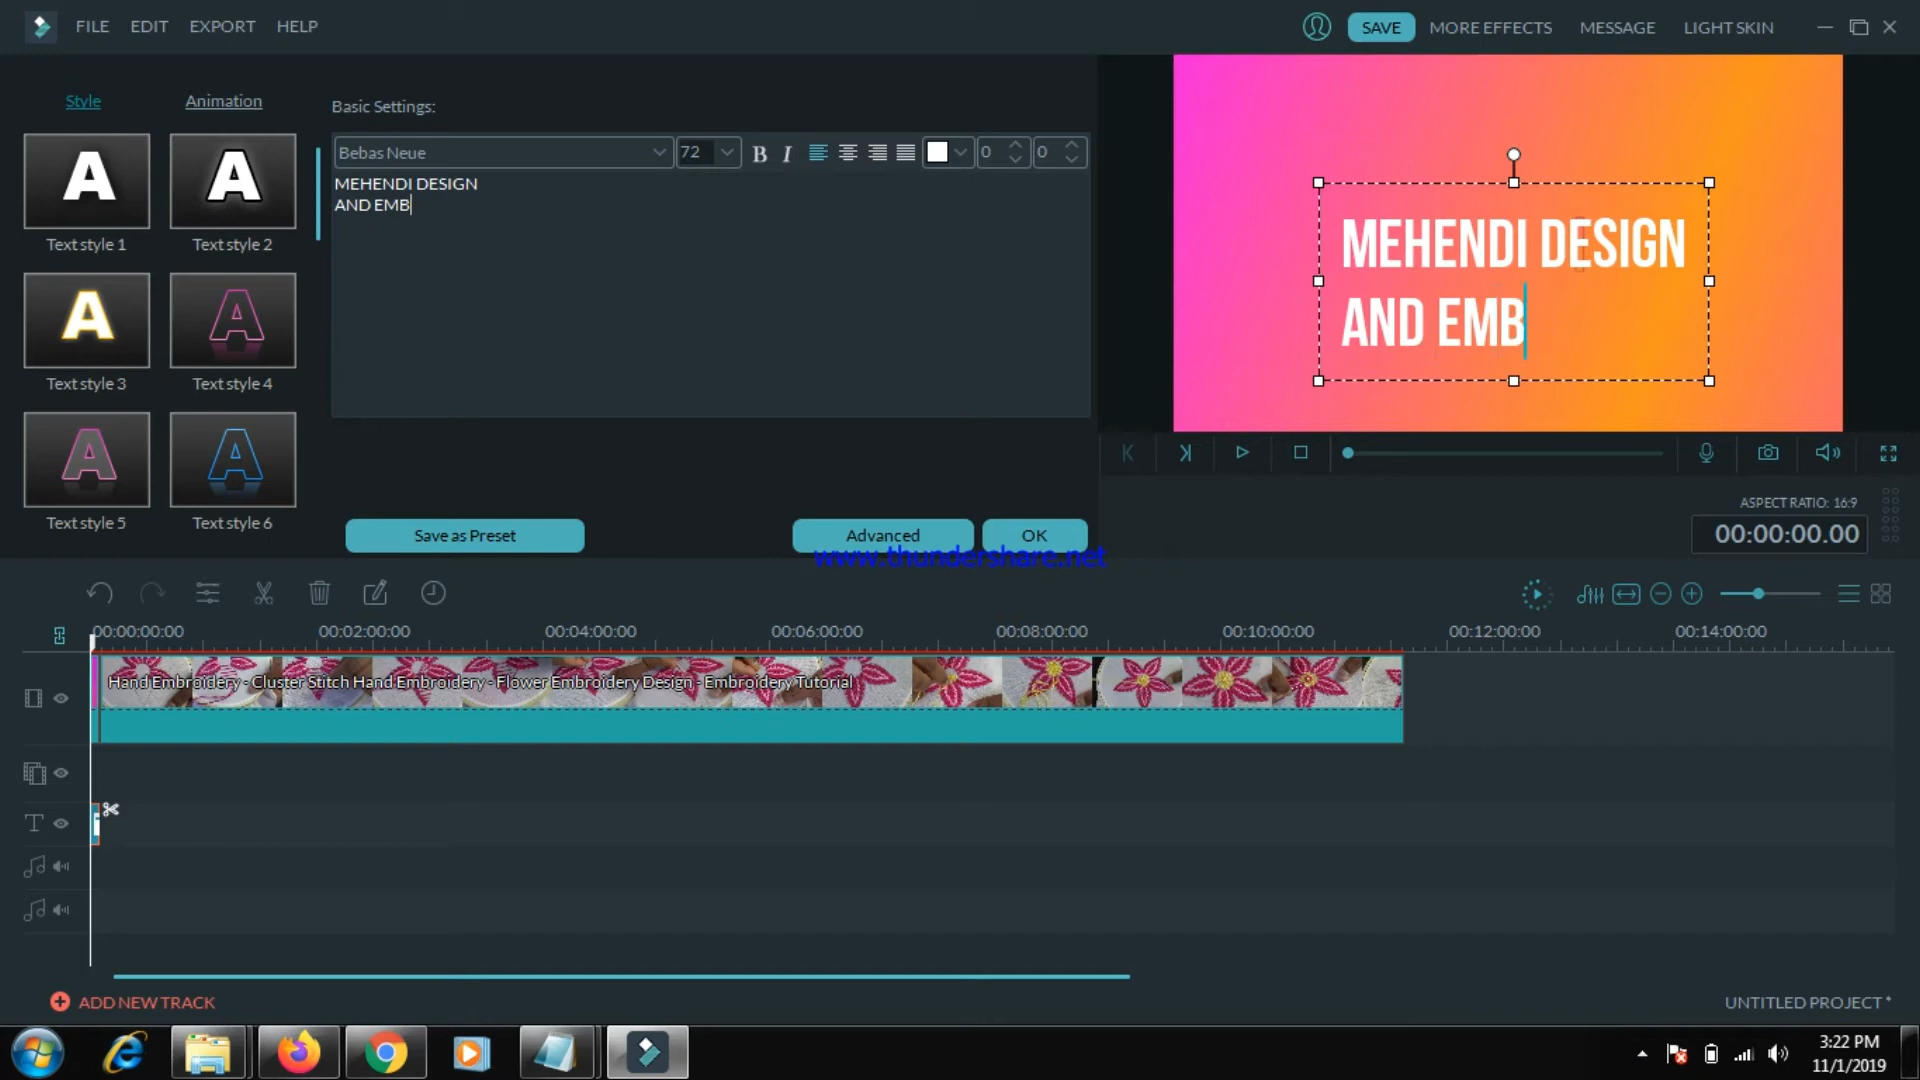 FILE EDIT EXPORT HELP
SAVE MORE EFFECTS MESSAGE LIGHT SKIN
Style Animation
Basic Settings:
Bebas Neue 72 B I 0 0
MEHENDI DESIGN
AND EMB
A A
Text style 1 Text style 2
A A
Text style 3 Text style 4
A A
Text style 5 Text style 6
MEHENDI DESIGN
AND EMB
Save as Preset Advanced OK
www.thundershare.net
ASPECT RATIO: 16:9
00:00:00.00
00:00:00:00 00:02:00:00 00:04:00:00 00:06:00:00 00:08:00:00 00:10:00:00 00:12:00:00 00:14:00:00
Hand Embroidery - Cluster Stitch Hand Embroidery - Flower Embroidery Design - Embroidery Tutorial
T
ADD NEW TRACK
UNTITLED PROJECT *
3:22 PM
11/1/2019